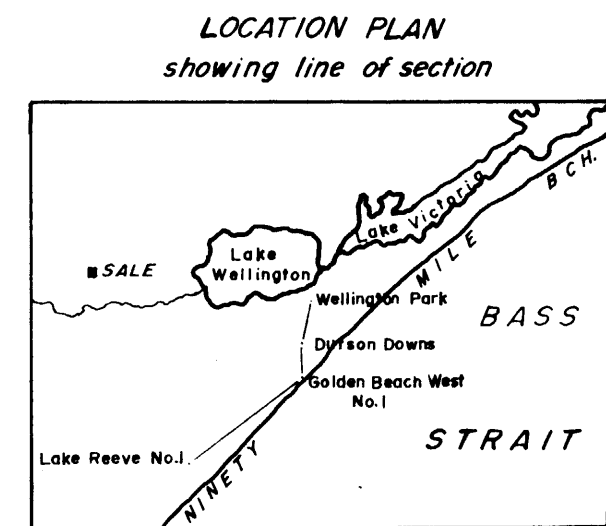 LOCATION PLAN
showing line of section
BCH.
Lake Victoria
MILE
Lake
Wellington
SALE
Wellington Park
BASS
Dutson Downs
Golden Beach West
No.1
STRAIT
Lake Reeve No.1.
NINETY